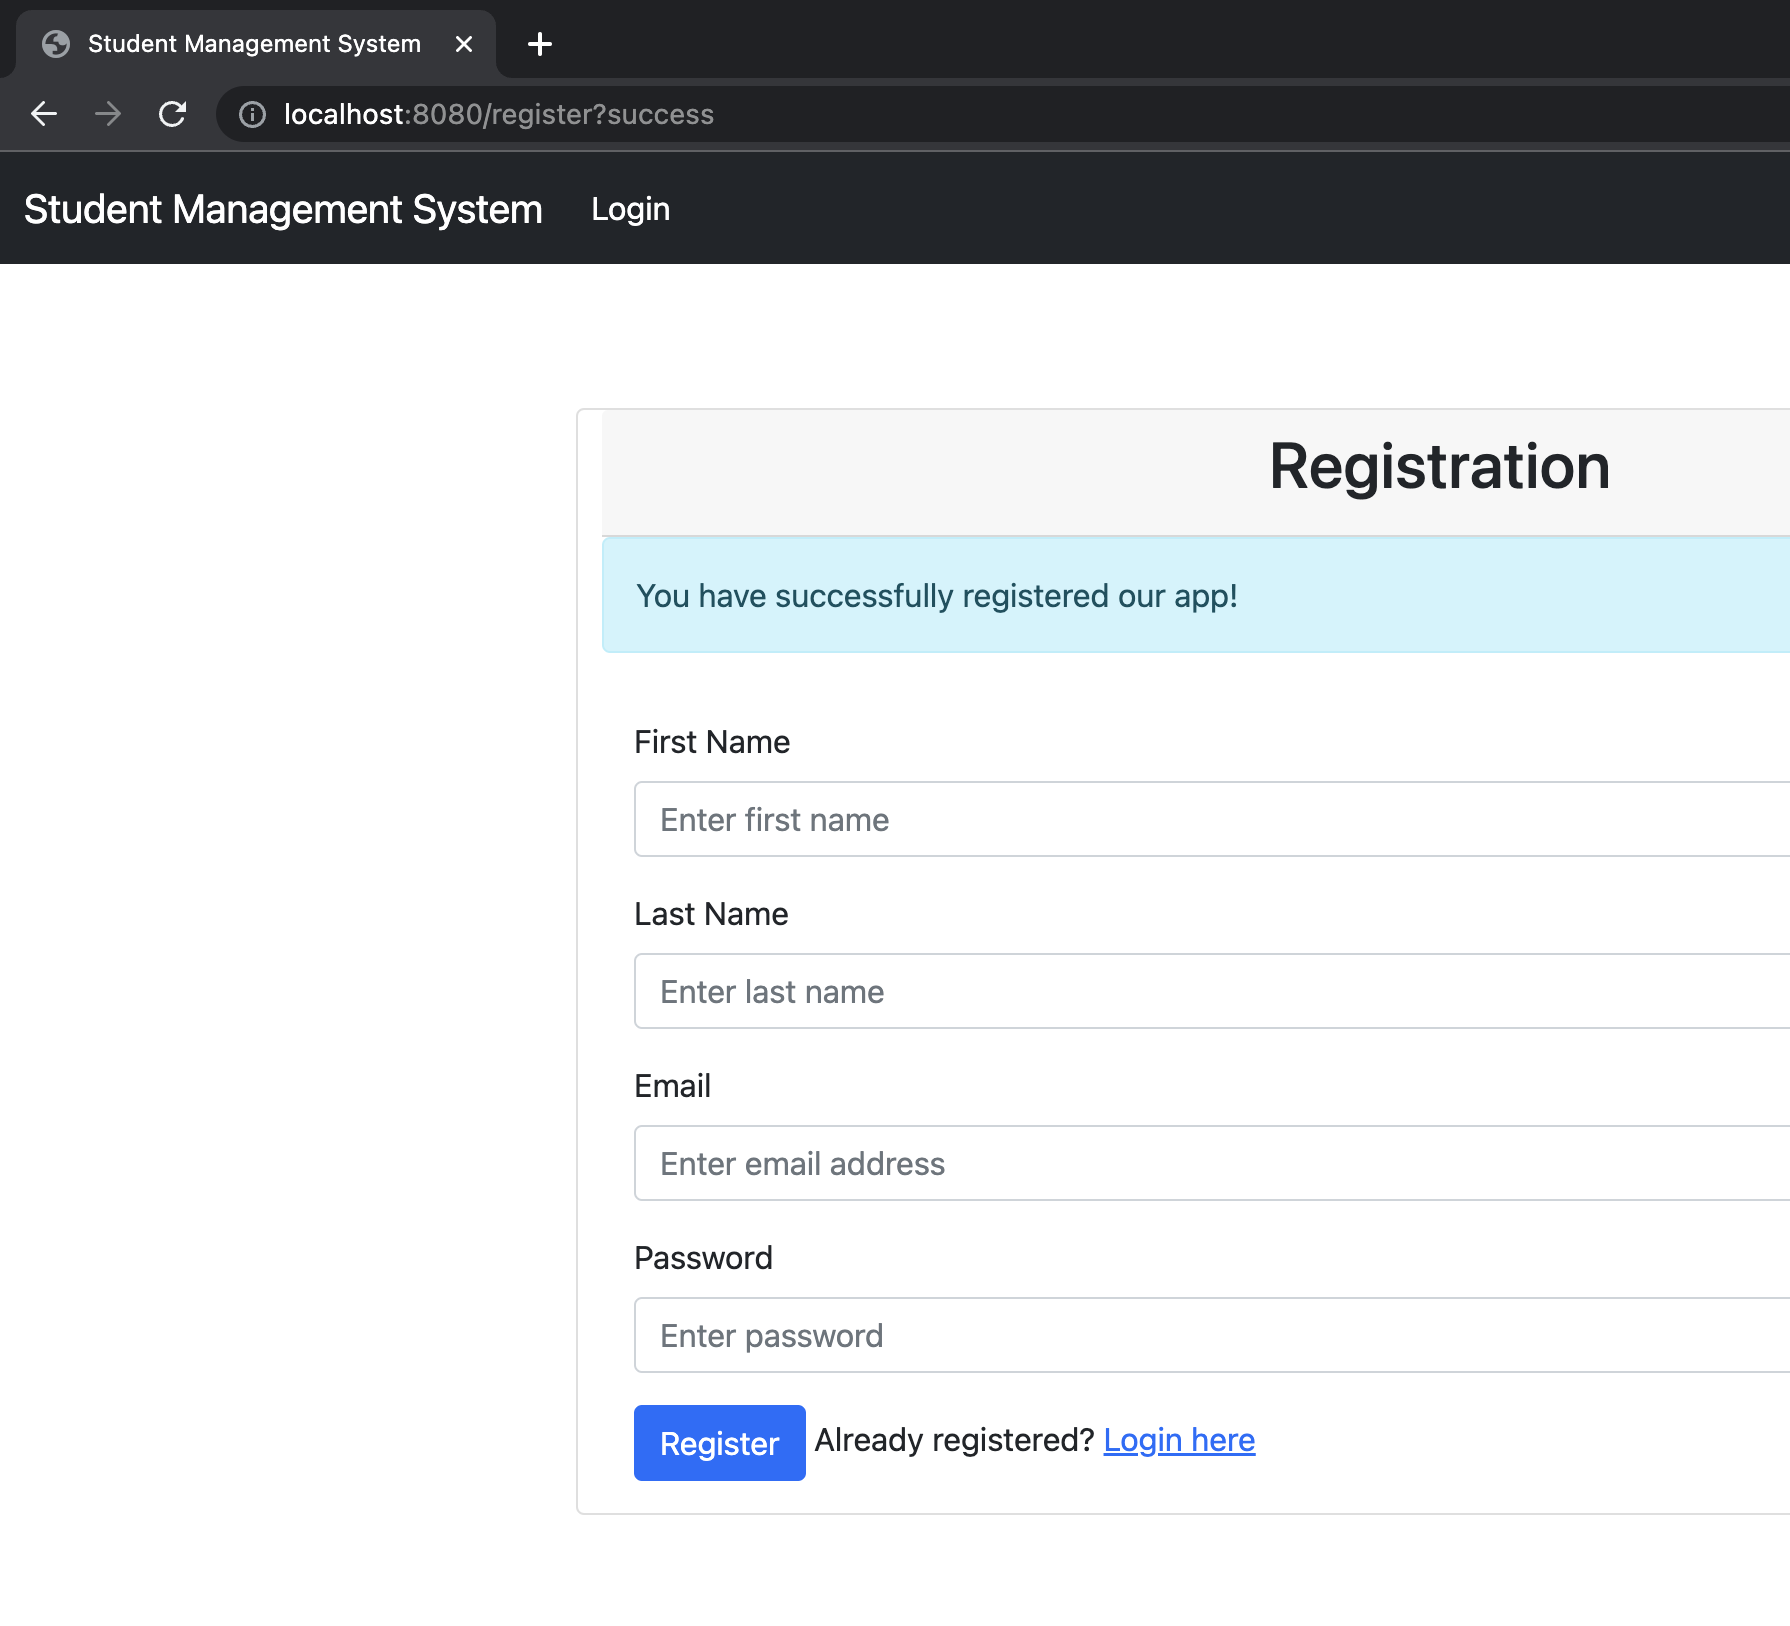 Student Management System
localhost:8080/register?success
Student Management System Login
Registration
You have successfully registered our app!
First Name
Enter first name
Last Name
Enter last name
Email
Enter email address
Password
Enter password
Register Already registered? Login here